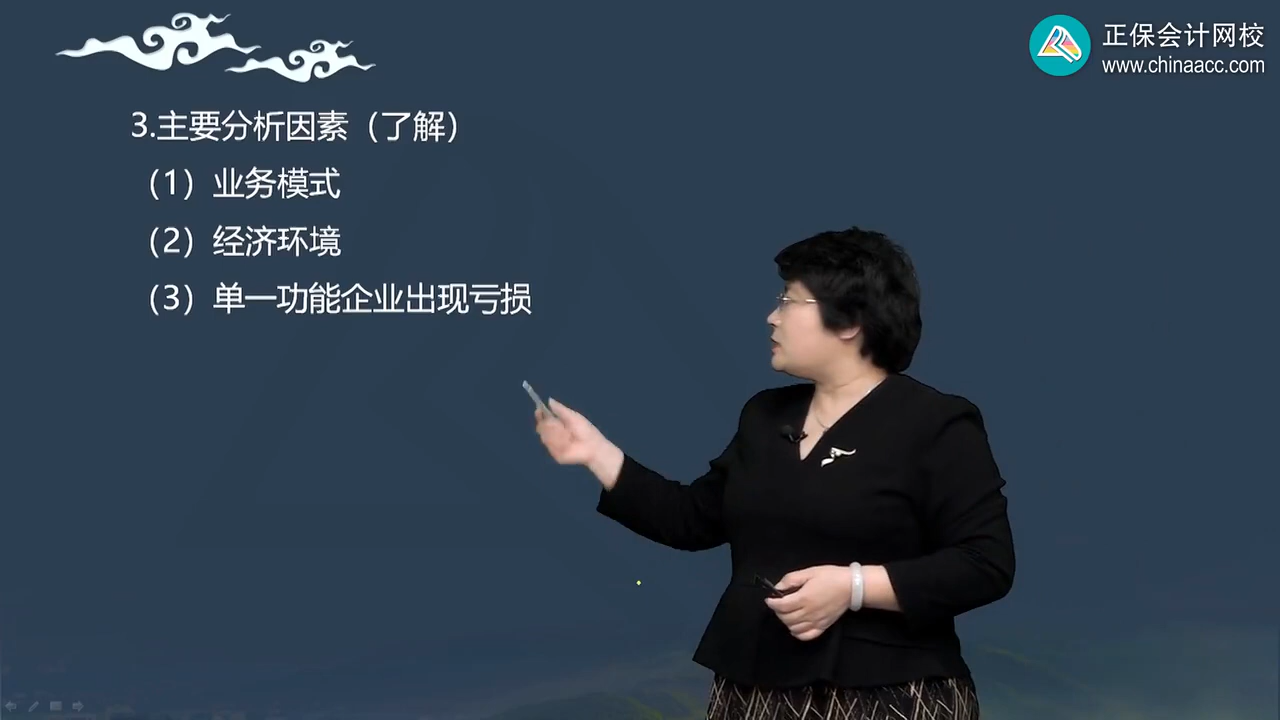 正保会计网校
www.chinaacc.com
3.主要分析因素（了解）
（1）业务模式
（2）经济环境
（3）单一功能企业出现亏损